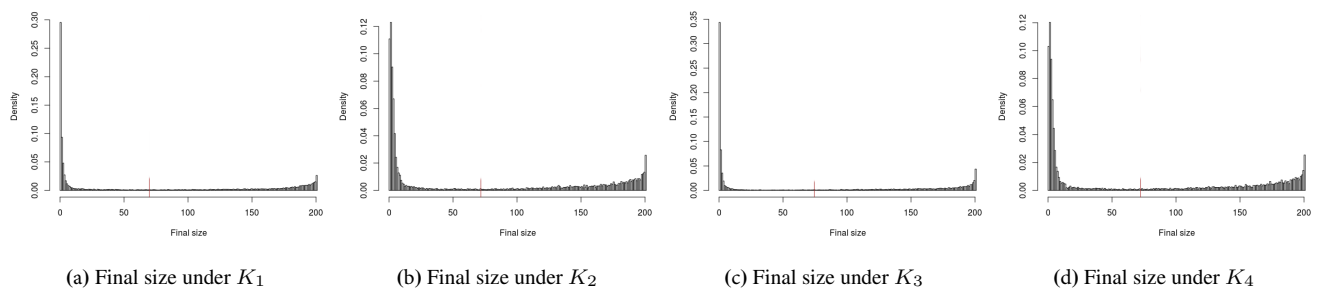 0.00 0.05 0.10 0.15 0.20 0.25 0.30
Density
0 50 100 150 200
Final size
(a) Final size under K₁
0.00 0.02 0.04 0.06 0.08 0.10 0.12
Density
0 50 100 150 200
Final size
(b) Final size under K₂
0.00 0.05 0.10 0.15 0.20 0.25 0.30 0.35
Density
0 50 100 150 200
Final size
(c) Final size under K₃
0.00 0.02 0.04 0.06 0.08 0.10 0.12
Density
0 50 100 150 200
Final size
(d) Final size under K₄